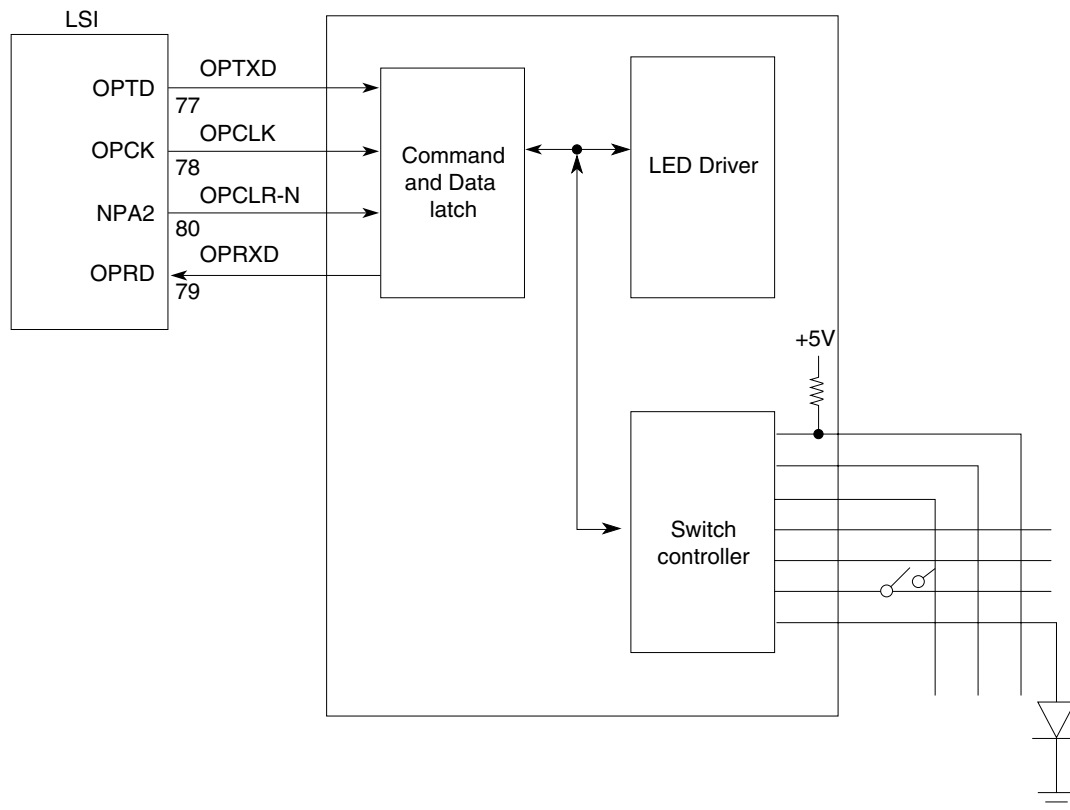 LSI
OPTD
OPTXD
77
OPCK
OPCLK
78
NPA2
OPCLR-N
80
OPRD
OPRXD
79
Command
and Data
latch
LED Driver
+5V
Switch
controller